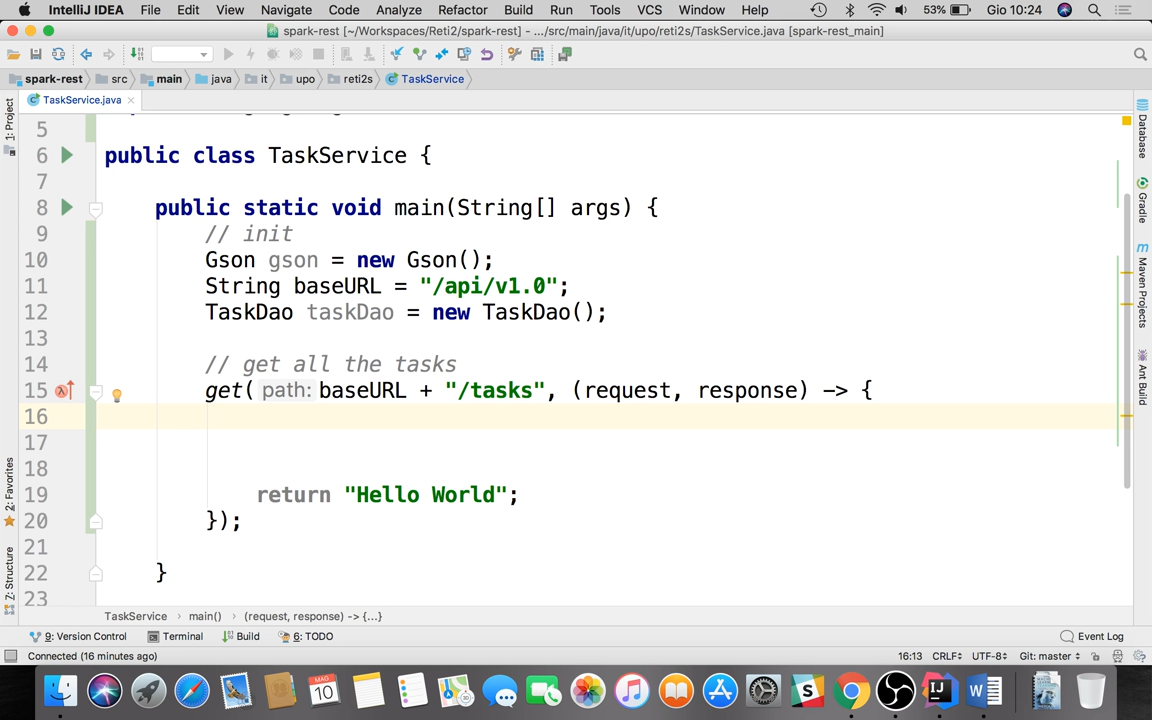 IntelliJ IDEA File Edit View Navigate Code Analyze Refactor Build Run Tools VCS Window Help 53% Gio 10:24
spark-rest [~/Workspaces/Reti2/spark-rest] - .../src/main/java/it/upo/reti2s/TaskService.java [spark-rest_main]
spark-rest src main java it upo reti2s TaskService
TaskService.java
1: Project
2: Favorites
7: Structure
Database
Gradle
Maven Projects
Ant Build
5
6 public class TaskService {
7
8 public static void main(String[] args) {
9 // init
10 Gson gson = new Gson();
11 String baseURL = "/api/v1.0";
12 TaskDao taskDao = new TaskDao();
13
14 // get all the tasks
15 get( path: baseURL + "/tasks", (request, response) -> {
16
17
18
19 return "Hello World";
20 });
21
22 }
23
TaskService › main() › (request, response) -> {...}
9: Version Control Terminal Build 6: TODO Event Log
Connected (16 minutes ago) 16:13 CRLF UTF-8 Git: master
MAG
10